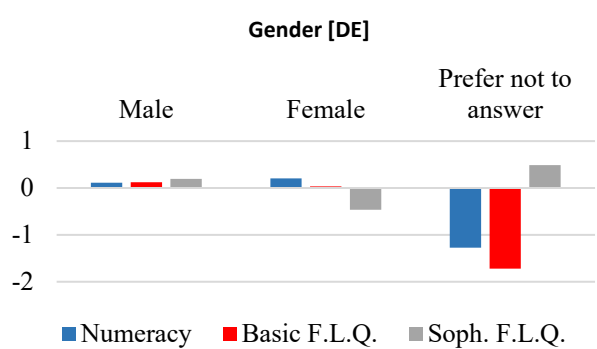 Gender [DE]
Male Female Prefer not to answer
1
0
-1
-2
Numeracy Basic F.L.Q. Soph. F.L.Q.